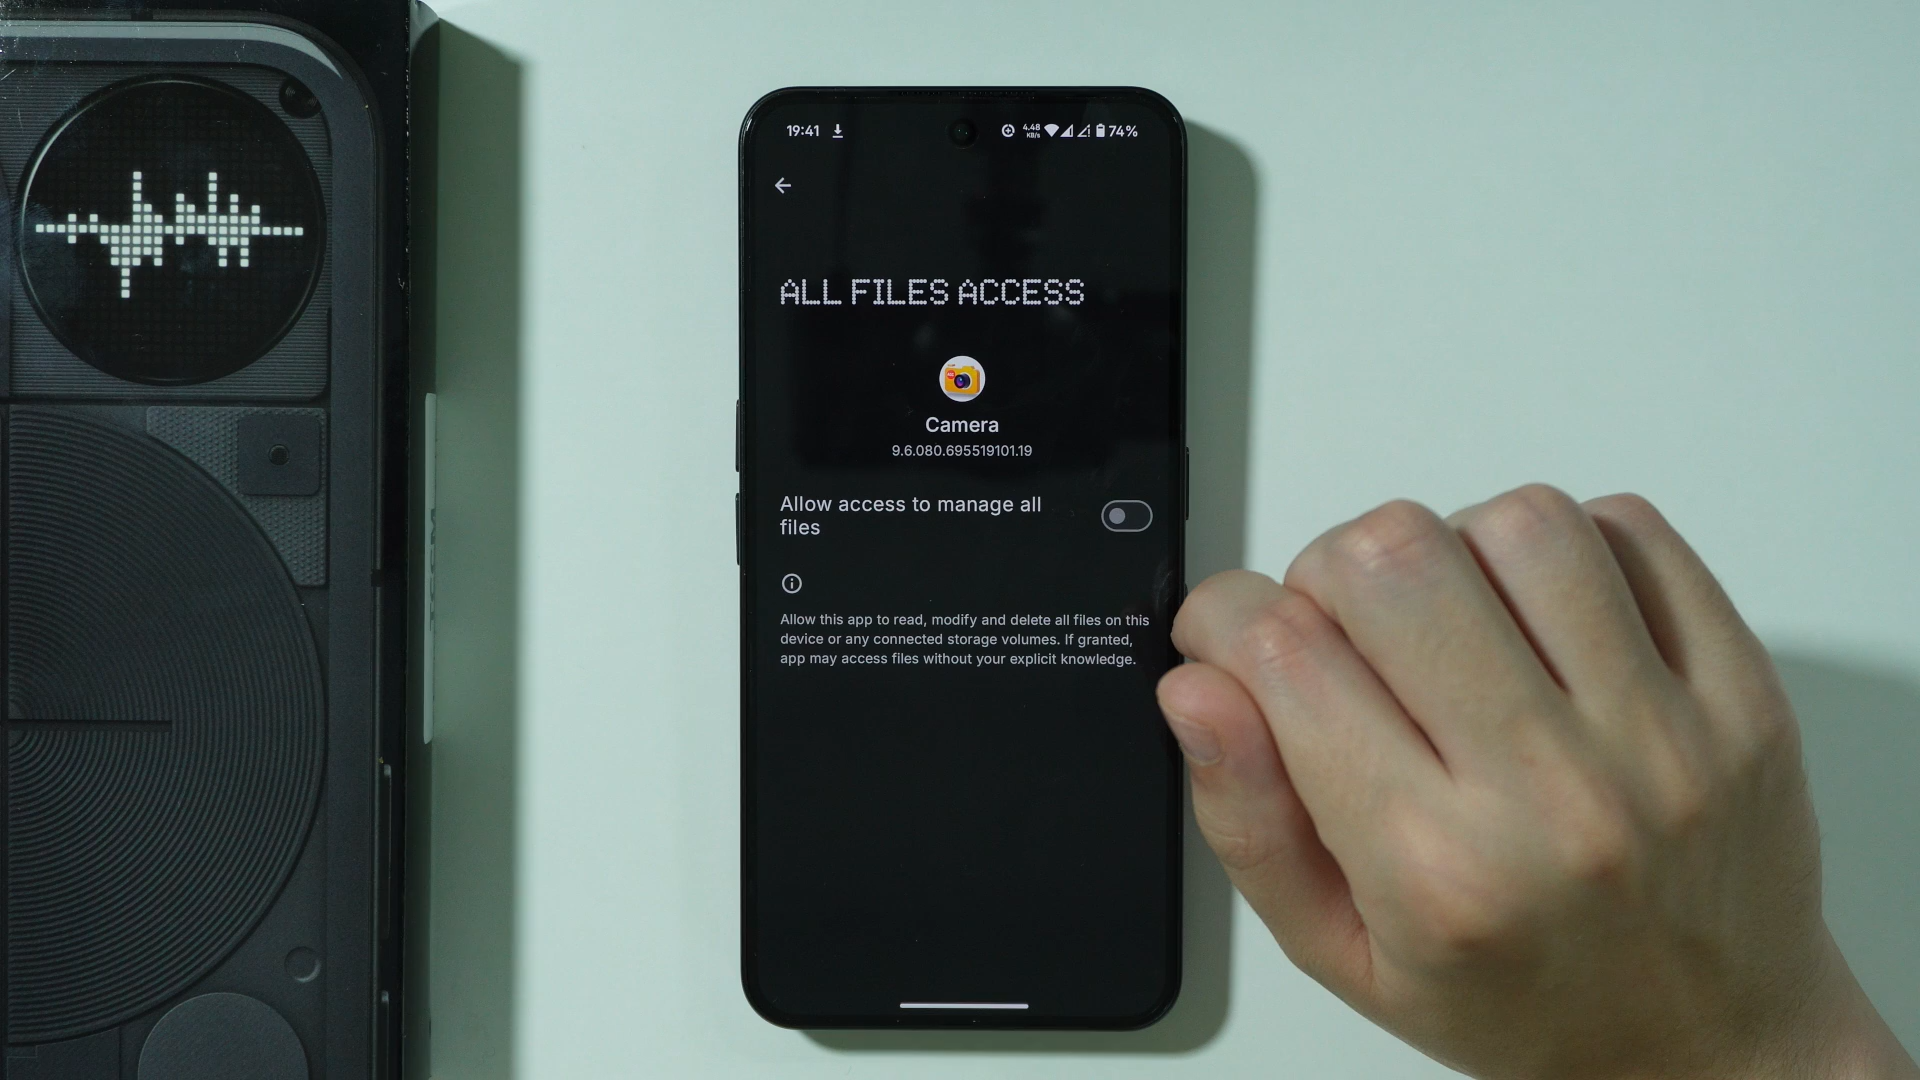 19:41
4.48
KB/s
74%
ALL FILES ACCESS
Camera
9.6.080.695519101.19
Allow access to manage all
files
Allow this app to read, modify and delete all files on this
device or any connected storage volumes. If granted,
app may access files without your explicit knowledge.